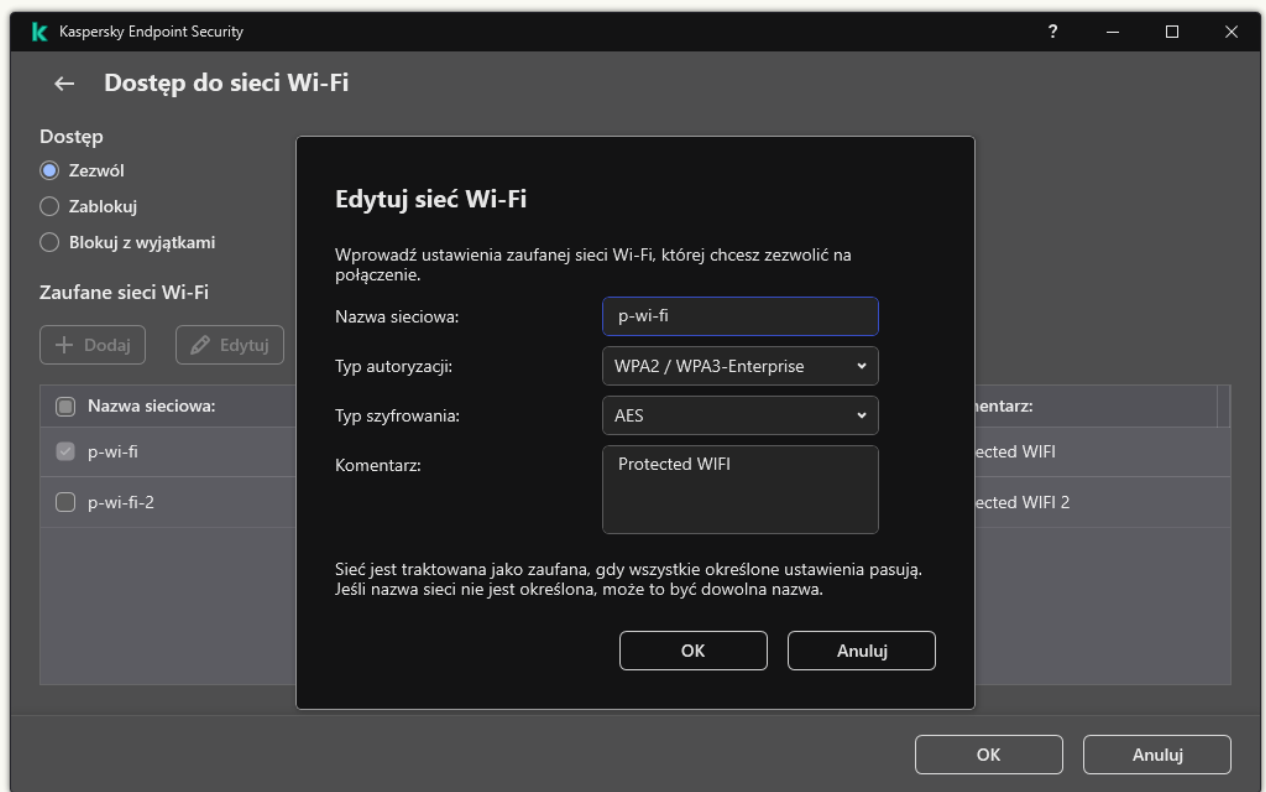 Kaspersky Endpoint Security
?
Dostęp do sieci Wi-Fi
Dostęp
Zezwól
Zablokuj
Blokuj z wyjątkami
Zaufane sieci Wi-Fi
Dodaj
Edytuj
Nazwa sieciowa:
p-wi-fi
p-wi-fi-2
Edytuj sieć Wi-Fi
Wprowadź ustawienia zaufanej sieci Wi-Fi, której chcesz zezwolić na
połączenie.
Nazwa sieciowa: p-wi-fi
Typ autoryzacji: WPA2 / WPA3-Enterprise
Typ szyfrowania: AES
Komentarz: Protected WIFI
Sieć jest traktowana jako zaufana, gdy wszystkie określone ustawienia pasują.
Jeśli nazwa sieci nie jest określona, może to być dowolna nazwa.
OK Anuluj
WIFI
WIFI 2
OK Anuluj